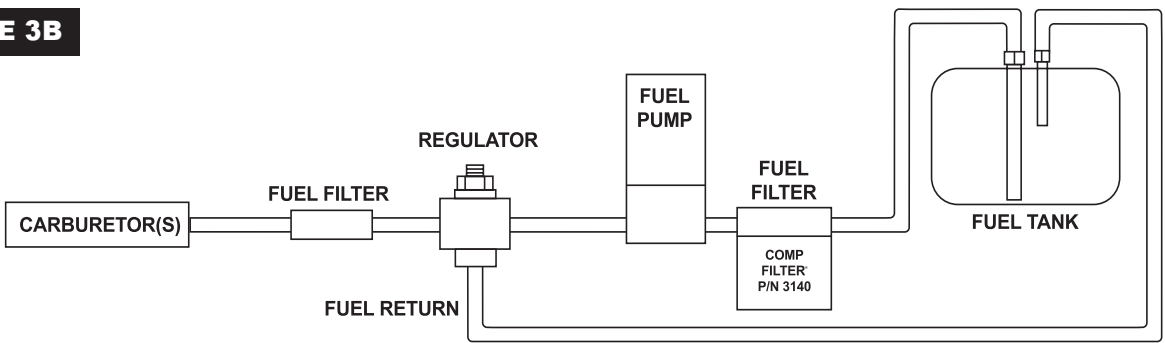 E 3B
FUEL
PUMP
REGULATOR
FUEL
FILTER
FUEL FILTER
CARBURETOR(S)
FUEL TANK
COMP
FILTER
P/N 3140
FUEL RETURN